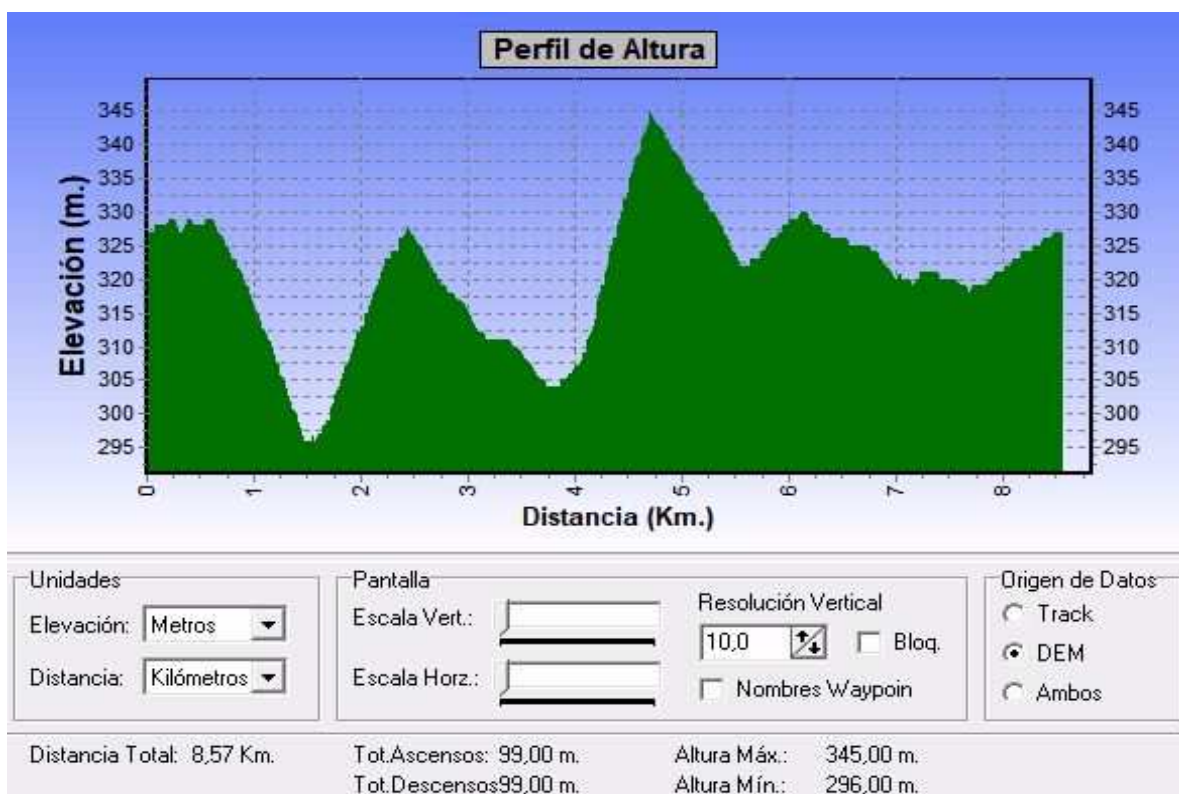 Perfil de Altura
Elevación (m.)
345 345
340 340
335 335
330 330
325 325
320 320
315 315
310 310
305 305
300 300
295 295
0 1 2 3 4 5 6 7 8
Distancia (Km.)
Unidades
Elevación: Metros
Distancia: Kilómetros
Pantalla
Escala Vert.:
Escala Horz.:
Resolución Vertical
10,0 Bloq.
Nombres Waypoin
Origen de Datos
Track
DEM
Ambos
Distancia Total: 8,57 Km. Tot.Ascensos: 99,00 m. Altura Máx.: 345,00 m.
Tot.Descensos99,00 m. Altura Mín.: 296,00 m.